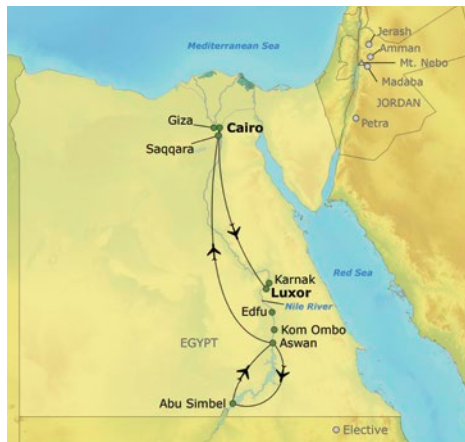 Mediterranean Sea
Jerash
Amman
Mt. Nebo
Madaba
JORDAN
Petra
Giza
Cairo
Saqqara
Karnak
Luxor
Red Sea
Nile River
Edfu
Kom Ombo
EGYPT
Aswan
Abu Simbel
Elective